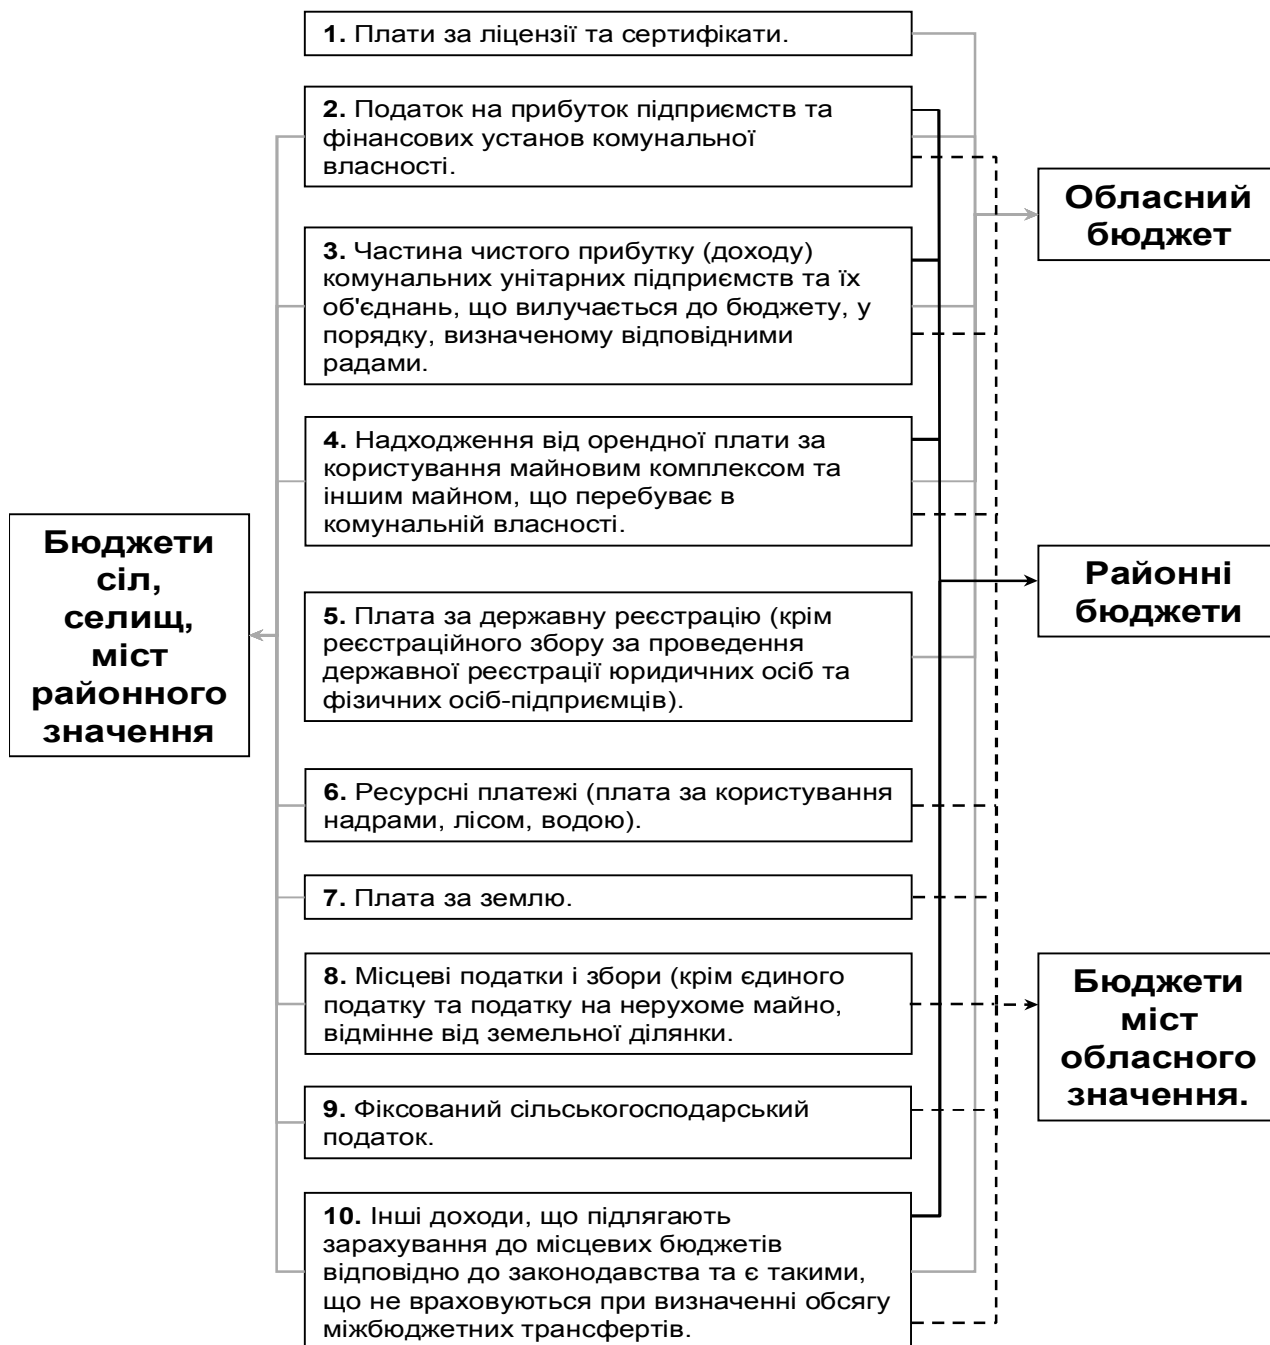 1. Плати за ліцензії та сертифікати.
2. Податок на прибуток підприємств та
фінансових установ комунальної
власності.
3. Частина чистого прибутку (доходу)
комунальних унітарних підприємств та їх
об'єднань, що вилучається до бюджету, у
порядку, визначеному відповідними
радами.
4. Надходження від орендної плати за
користування майновим комплексом та
іншим майном, що перебуває в
комунальній власності.
5. Плата за державну реєстрацію (крім
реєстраційного збору за проведення
державної реєстрації юридичних осіб та
фізичних осіб-підприємців).
6. Ресурсні платежі (плата за користування
надрами, лісом, водою).
7. Плата за землю.
8. Місцеві податки і збори (крім єдиного
податку та податку на нерухоме майно,
відмінне від земельної ділянки.
9. Фіксований сільськогосподарський
податок.
10. Інші доходи, що підлягають
зарахування до місцевих бюджетів
відповідно до законодавства та є такими,
що не враховуються при визначенні обсягу
міжбюджетних трансфертів.
Бюджети
сіл,
селищ,
міст
районного
значення
Обласний
бюджет
Районні
бюджети
Бюджети
міст
обласного
значення.